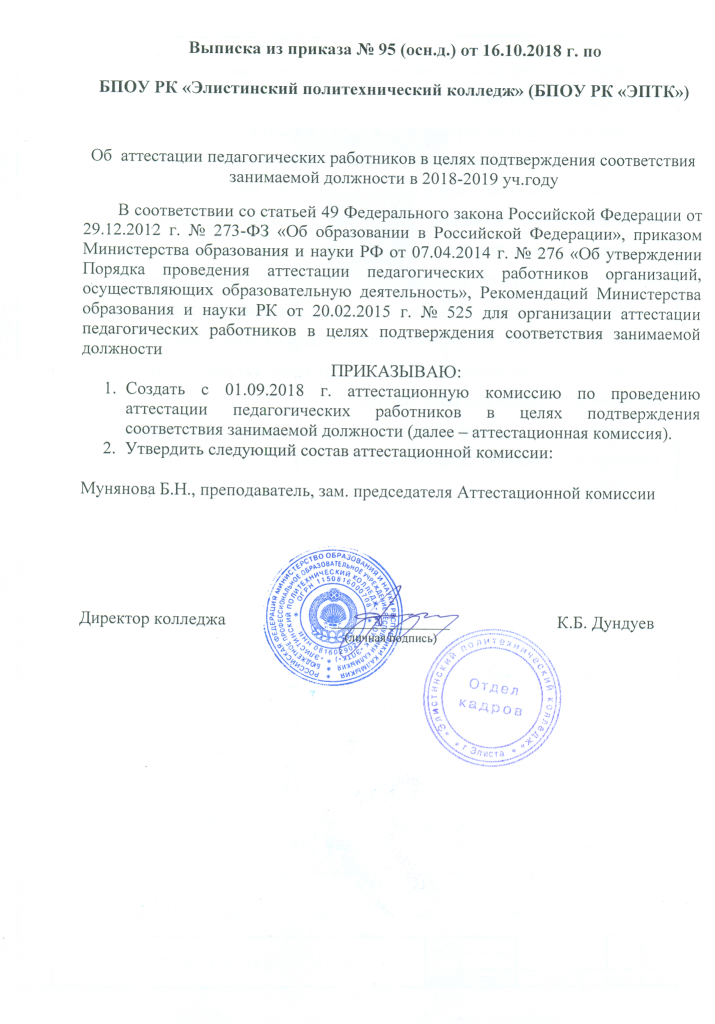 Выписка из приказа № 95 (осн.д.) от 16.10.2018 г. по
БПОУ РК «Элистинский политехнический колледж» (БПОУ РК «ЭПТК»)
Об аттестации педагогических работников в целях подтверждения соответствия
занимаемой должности в 2018-2019 уч.году
В соответствии со статьей 49 Федерального закона Российской Федерации от
29.12.2012 г. № 273-ФЗ «Об образовании в Российской Федерации», приказом
Министерства образования и науки РФ от 07.04.2014 г. № 276 «Об утверждении
Порядка проведения аттестации педагогических работников организаций,
осуществляющих образовательную деятельность», Рекомендаций Министерства
образования и науки РК от 20.02.2015 г. № 525 для организации аттестации
педагогических работников в целях подтверждения соответствия занимаемой
должности
ПРИКАЗЫВАЮ:
1. Создать с 01.09.2018 г. аттестационную комиссию по проведению
аттестации педагогических работников в целях подтверждения
соответствия занимаемой должности (далее – аттестационная комиссия).
2. Утвердить следующий состав аттестационной комиссии:
Мунянова Б.Н., преподаватель, зам. председателя Аттестационной комиссии
Директор колледжа
К.Б. Дундуев
(личная подпись)
РОССИЙСКАЯ ФЕДЕРАЦИЯ МИНИСТЕРСТВО ОБРАЗОВАНИЯ И НАУКИ РЕСПУБЛИКИ КАЛМЫКИЯ
«Элистинский политехнический колледж»
Отдел
кадров
г Элиста